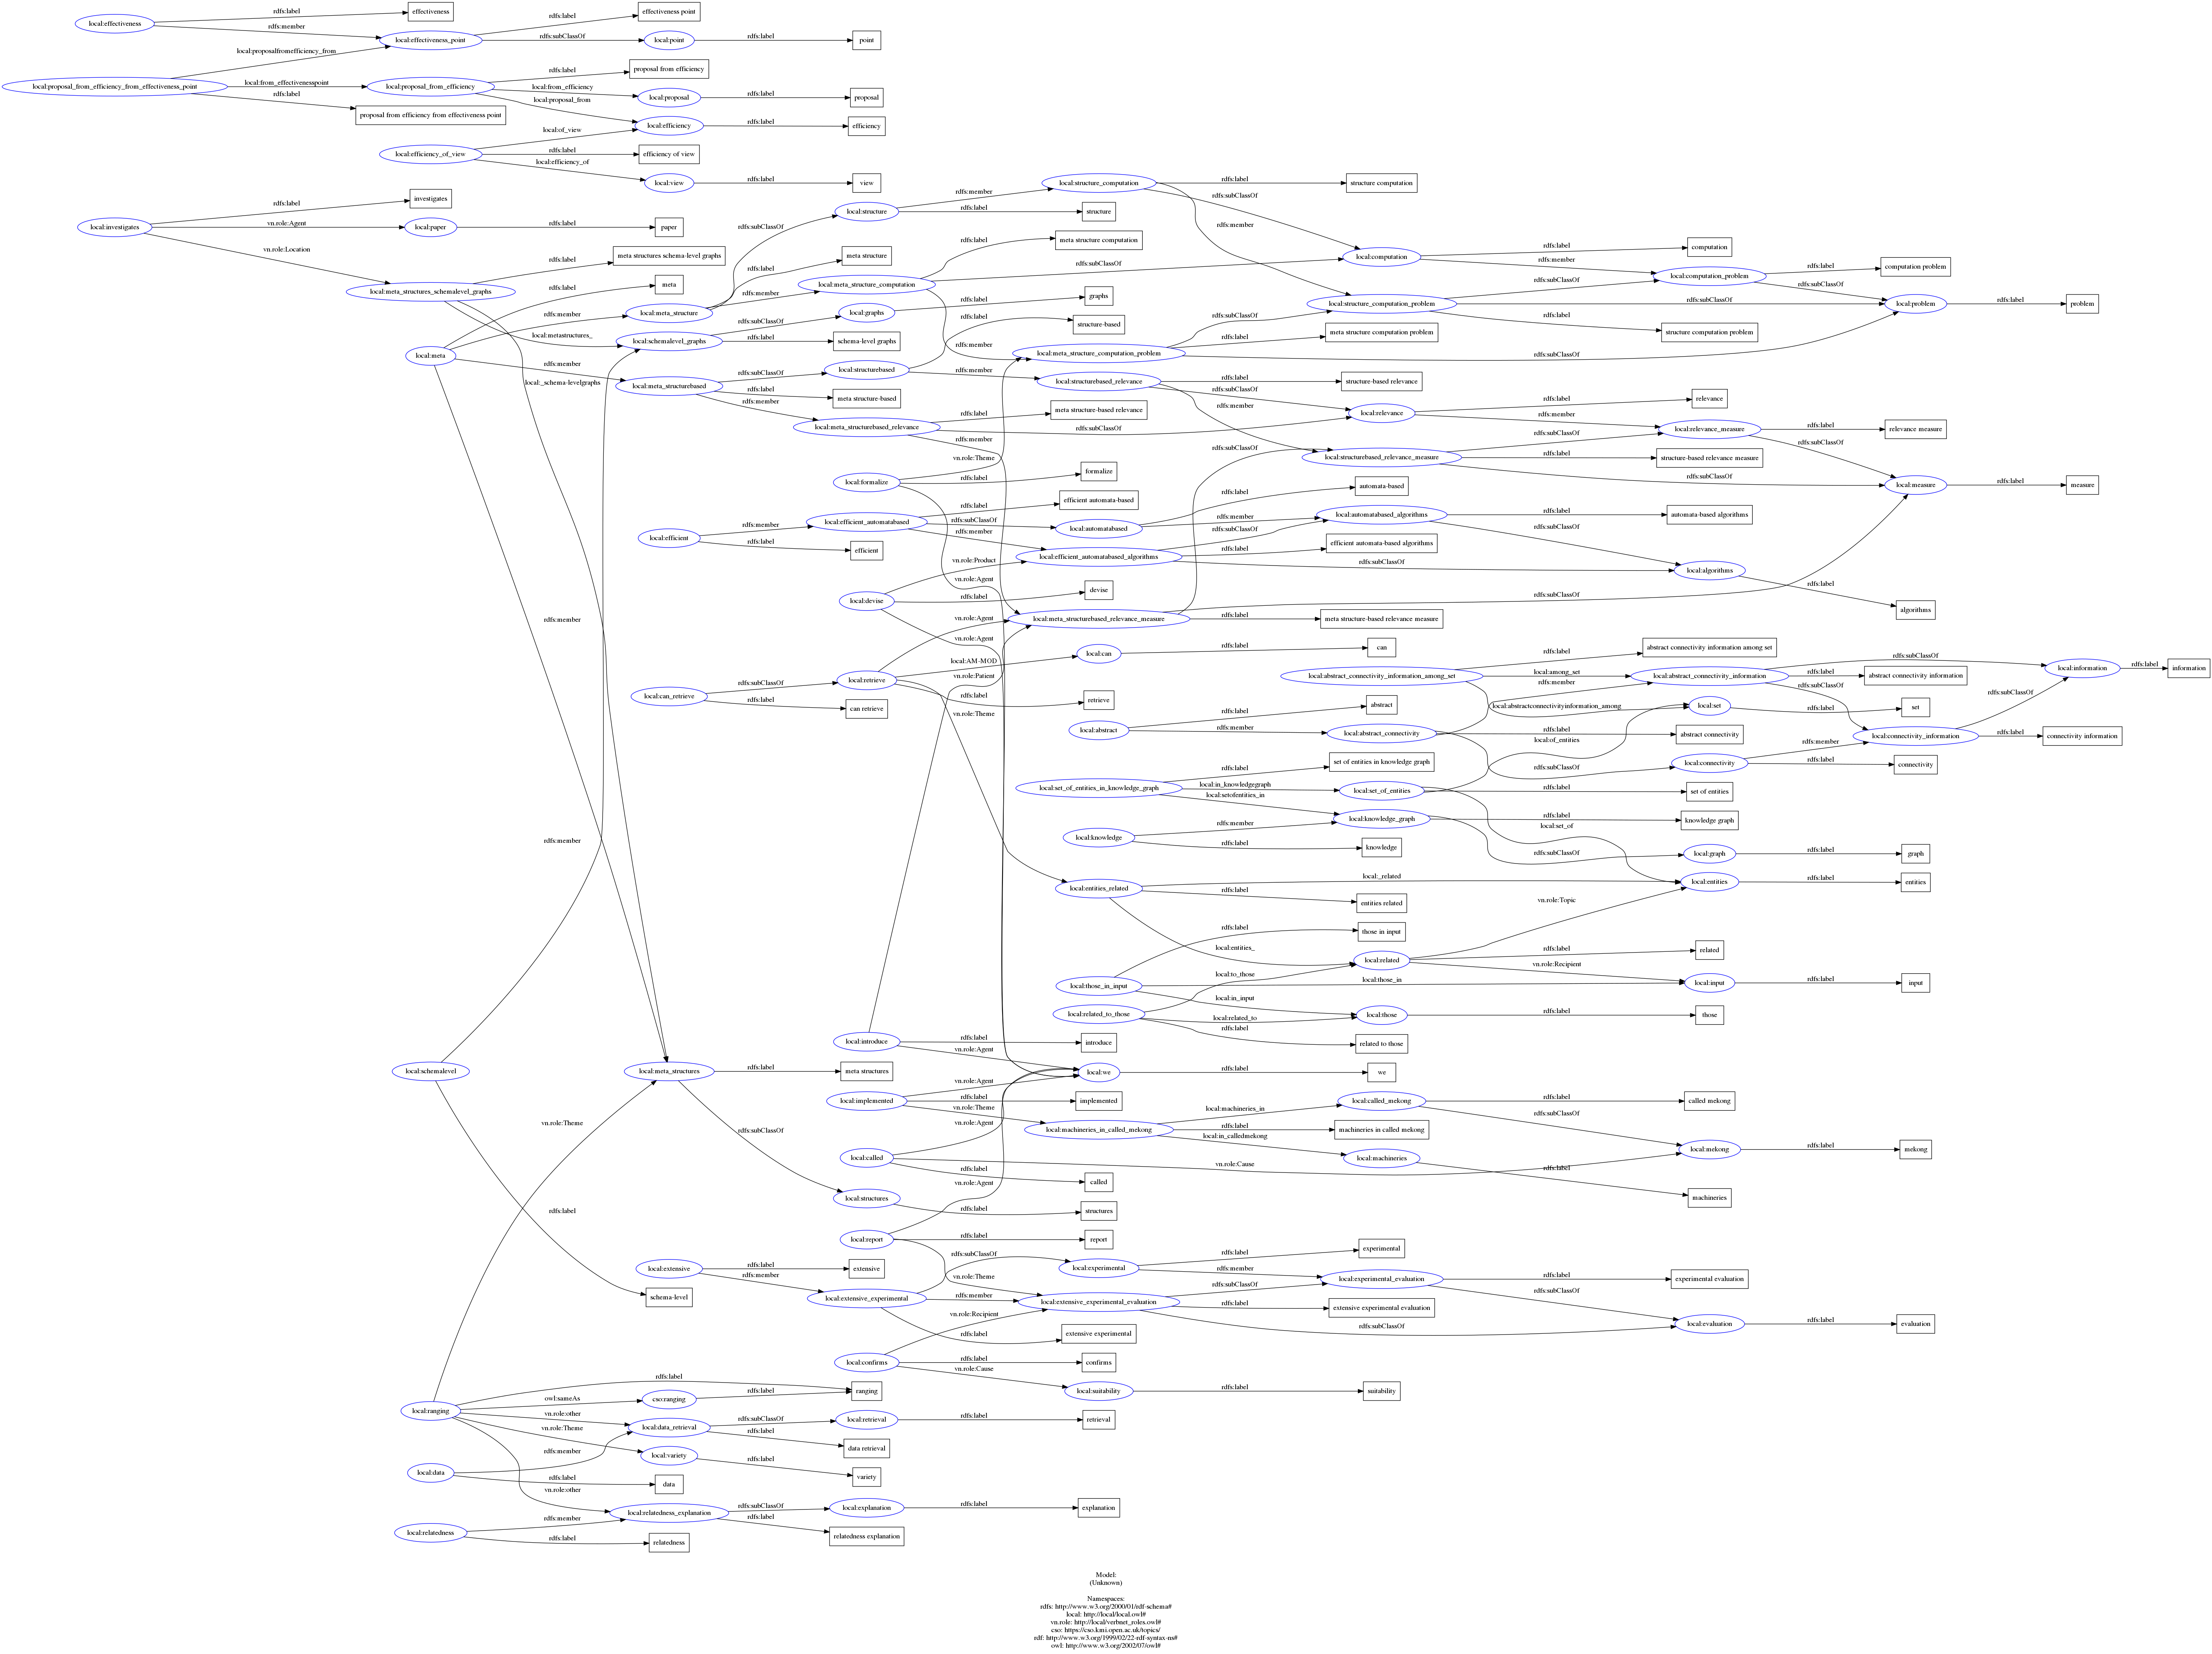 rdfs:label
effectiveness
local:effectiveness
rdfs:member
rdfs:label
effectiveness point
local:effectiveness_point
rdfs:subClassOf
local:point
rdfs:label
point
local:proposalfromefficiency_from
local:proposal_from_efficiency_from_effectiveness_point
local:from_effectivenesspoint
rdfs:label
proposal from efficiency from effectiveness point
local:proposal_from_efficiency
rdfs:label
proposal from efficiency
local:from_efficiency
local:proposal
rdfs:label
proposal
local:proposal_from
local:efficiency
rdfs:label
efficiency
local:of_view
local:efficiency_of_view
rdfs:label
efficiency of view
local:efficiency_of
local:view
rdfs:label
view
rdfs:label
investigates
local:investigates
vn.role:Agent
local:paper
rdfs:label
paper
vn.role:Location
local:meta_structures_schemalevel_graphs
rdfs:label
meta structures schema-level graphs
local:metastructures_
local:_schema-levelgraphs
local:meta
rdfs:label
meta
rdfs:member
local:meta_structure
rdfs:subClassOf
local:structure
rdfs:label
meta structure
rdfs:member
local:meta_structure_computation
rdfs:member
local:structure_computation
rdfs:label
structure computation
rdfs:label
structure
rdfs:subClassOf
rdfs:member
rdfs:label
meta structure computation
rdfs:subClassOf
local:computation
rdfs:label
computation
rdfs:member
local:computation_problem
rdfs:label
computation problem
rdfs:subClassOf
local:structure_computation_problem
rdfs:subClassOf
rdfs:subClassOf
local:problem
rdfs:label
problem
rdfs:label
structure computation problem
local:schemalevel_graphs
rdfs:subClassOf
local:graphs
rdfs:label
graphs
rdfs:label
schema-level graphs
rdfs:member
local:meta_structure_computation_problem
rdfs:subClassOf
rdfs:label
meta structure computation problem
rdfs:subClassOf
rdfs:member
local:meta_structurebased
rdfs:subClassOf
local:structurebased
rdfs:label
structure-based
rdfs:label
meta structure-based
rdfs:member
local:meta_structurebased_relevance
rdfs:member
local:structurebased_relevance
rdfs:label
structure-based relevance
rdfs:subClassOf
rdfs:member
local:relevance
rdfs:label
relevance
rdfs:member
local:relevance_measure
rdfs:label
relevance measure
rdfs:subClassOf
rdfs:label
meta structure-based relevance
rdfs:subClassOf
rdfs:member
rdfs:subClassOf
local:structurebased_relevance_measure
rdfs:subClassOf
rdfs:label
structure-based relevance measure
rdfs:subClassOf
local:measure
rdfs:label
measure
vn.role:Theme
local:formalize
rdfs:label
formalize
vn.role:Agent
local:efficient
rdfs:member
rdfs:label
efficient
local:efficient_automatabased
rdfs:label
efficient automata-based
rdfs:subClassOf
local:automatabased
rdfs:label
automata-based
rdfs:member
local:automatabased_algorithms
rdfs:label
automata-based algorithms
rdfs:subClassOf
rdfs:member
local:efficient_automatabased_algorithms
rdfs:subClassOf
rdfs:label
efficient automata-based algorithms
rdfs:subClassOf
local:algorithms
rdfs:label
algorithms
vn.role:Product
local:devise
rdfs:label
devise
vn.role:Agent
local:meta_structurebased_relevance_measure
rdfs:subClassOf
rdfs:label
meta structure-based relevance measure
rdfs:member
vn.role:Agent
local:can_retrieve
rdfs:subClassOf
rdfs:label
can retrieve
local:retrieve
local:AM-MOD
local:can
rdfs:label
can
vn.role:Patient
rdfs:label
retrieve
vn.role:Theme
local:abstract_connectivity_information_among_set
rdfs:label
abstract connectivity information among set
local:among_set
local:abstractconnectivityinformation_among
local:abstract_connectivity_information
rdfs:subClassOf
local:information
rdfs:label
information
rdfs:label
abstract connectivity information
rdfs:subClassOf
rdfs:subClassOf
local:abstract
rdfs:label
abstract
rdfs:member
local:abstract_connectivity
rdfs:member
rdfs:label
abstract connectivity
rdfs:subClassOf
local:set
rdfs:label
set
local:connectivity
rdfs:member
local:connectivity_information
rdfs:label
connectivity information
rdfs:label
connectivity
local:of_entities
local:set_of_entities_in_knowledge_graph
rdfs:label
set of entities in knowledge graph
local:in_knowledgegraph
local:set_of_entities
rdfs:label
set of entities
local:setofentities_in
local:set_of
local:knowledge
rdfs:member
local:knowledge_graph
rdfs:label
knowledge graph
rdfs:label
knowledge
rdfs:subClassOf
local:graph
rdfs:label
graph
local:entities_related
local:_related
local:entities
rdfs:label
entities
rdfs:label
entities related
local:entities_
vn.role:Topic
rdfs:label
those in input
local:related
rdfs:label
related
vn.role:Recipient
local:to_those
local:those_in_input
local:those_in
local:input
rdfs:label
input
local:in_input
local:related_to_those
local:related_to
local:those
rdfs:label
those
rdfs:label
related to those
rdfs:member
local:introduce
rdfs:label
introduce
vn.role:Agent
local:schemalevel
local:meta_structures
rdfs:label
meta structures
local:we
rdfs:label
we
vn.role:Agent
local:implemented
rdfs:label
implemented
vn.role:Theme
local:machineries_in_called_mekong
local:machineries_in
local:called_mekong
rdfs:label
called mekong
rdfs:subClassOf
rdfs:label
machineries in called mekong
local:in_calledmekong
local:machineries
rdfs:label
machineries
local:mekong
rdfs:label
mekong
vn.role:Theme
rdfs:subClassOf
vn.role:Agent
local:called
vn.role:Cause
rdfs:label
called
vn.role:Agent
local:structures
rdfs:label
structures
rdfs:label
schema-level
local:report
rdfs:label
report
vn.role:Theme
local:extensive
rdfs:label
extensive
rdfs:member
local:extensive_experimental
rdfs:subClassOf
local:experimental
rdfs:label
experimental
rdfs:member
local:experimental_evaluation
rdfs:label
experimental evaluation
rdfs:subClassOf
rdfs:member
local:extensive_experimental_evaluation
rdfs:subClassOf
rdfs:label
extensive experimental evaluation
rdfs:subClassOf
local:evaluation
rdfs:label
evaluation
vn.role:Recipient
rdfs:label
extensive experimental
local:confirms
rdfs:label
confirms
vn.role:Cause
local:suitability
rdfs:label
suitability
local:ranging
rdfs:label
ranging
owl:sameAs
cso:ranging
rdfs:label
vn.role:other
local:data_retrieval
rdfs:subClassOf
local:retrieval
rdfs:label
retrieval
rdfs:label
data retrieval
vn.role:Theme
local:variety
rdfs:label
variety
rdfs:member
local:data
rdfs:label
data
vn.role:other
local:relatedness_explanation
rdfs:subClassOf
local:explanation
rdfs:label
explanation
rdfs:label
relatedness explanation
local:relatedness
rdfs:member
rdfs:label
relatedness
Model:
(Unknown)
Namespaces:
rdfs: http://www.w3.org/2000/01/rdf-schema#
local: http://local/local.owl#
vn.role: http://local/verbnet_roles.owl#
cso: https://cso.kmi.open.ac.uk/topics/
rdf: http://www.w3.org/1999/02/22-rdf-syntax-ns#
owl: http://www.w3.org/2002/07/owl#